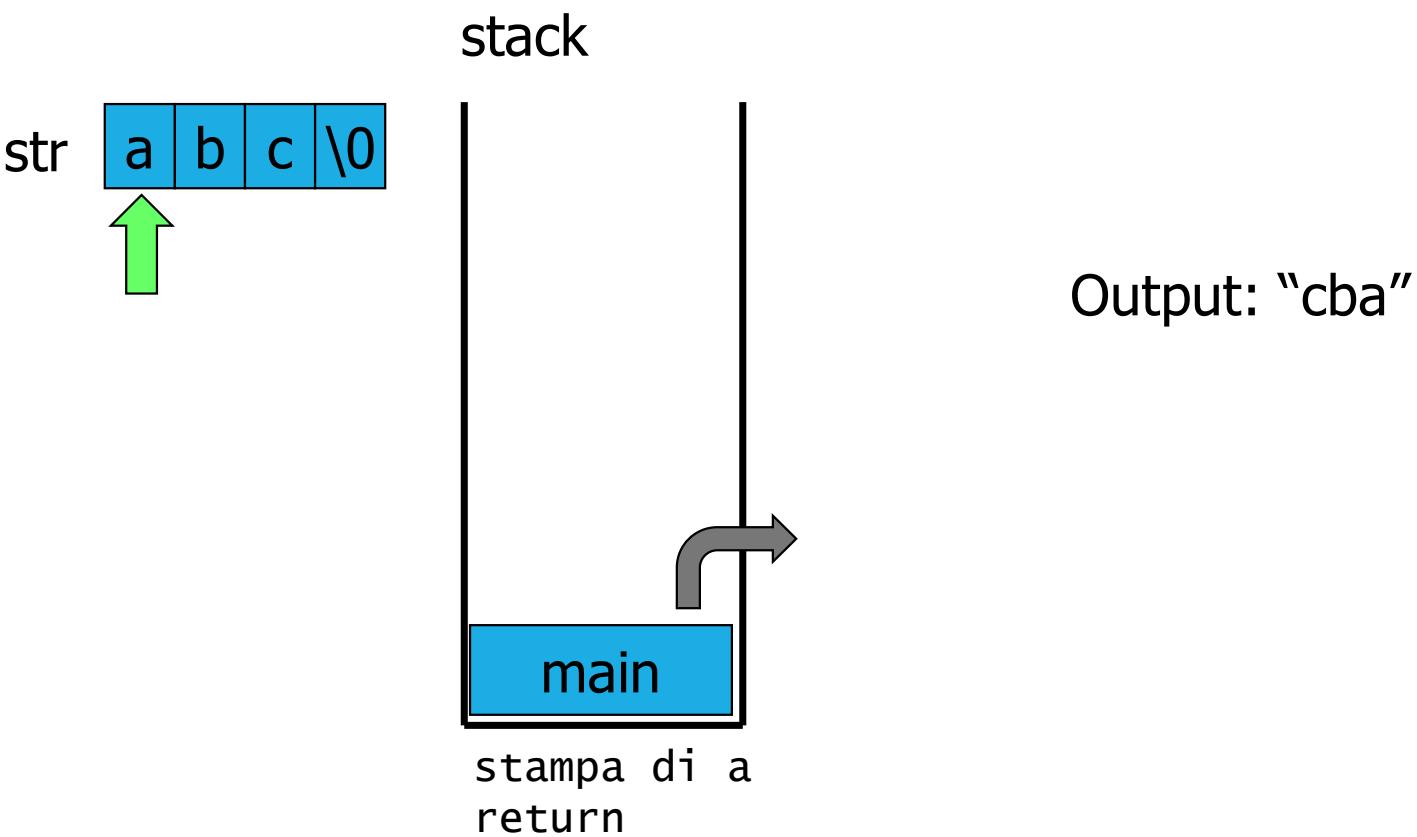 stack
str a b c \0
Output: “cba”
main
stampa di a
return